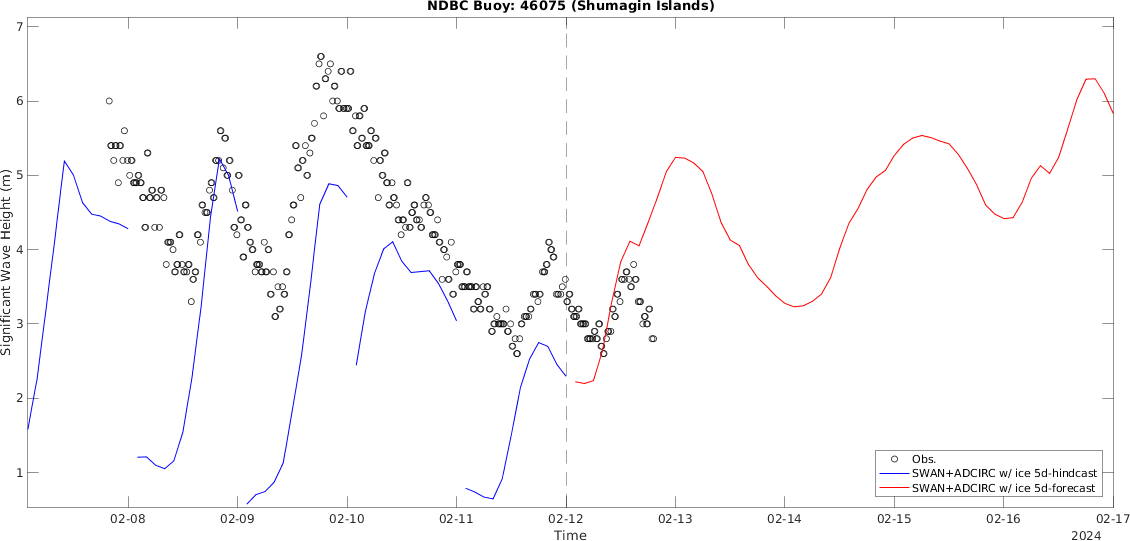 NDBC Buoy: 46075 (Shumagin Islands)
7
6
5
4
3
2
1
Significant Wave Height (m)
Obs.
SWAN+ADCIRC w/ ice 5d-hindcast
SWAN+ADCIRC w/ ice 5d-forecast
02-08 02-09 02-10 02-11 02-12 02-13 02-14 02-15 02-16 02-17
Time
2024